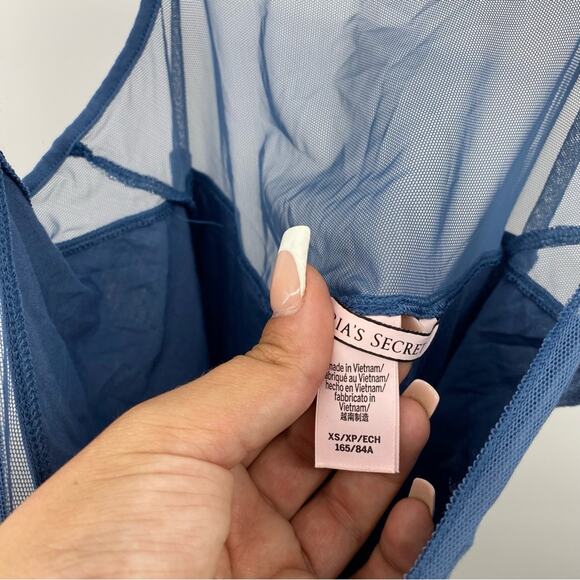 RIA'S SECRET
made in Vietnam/
fabriqué au Vietnam/
hecho en Vietnam/
fabbricato in
Vietnam/
越南制造
XS/XP/ECH
165/84A